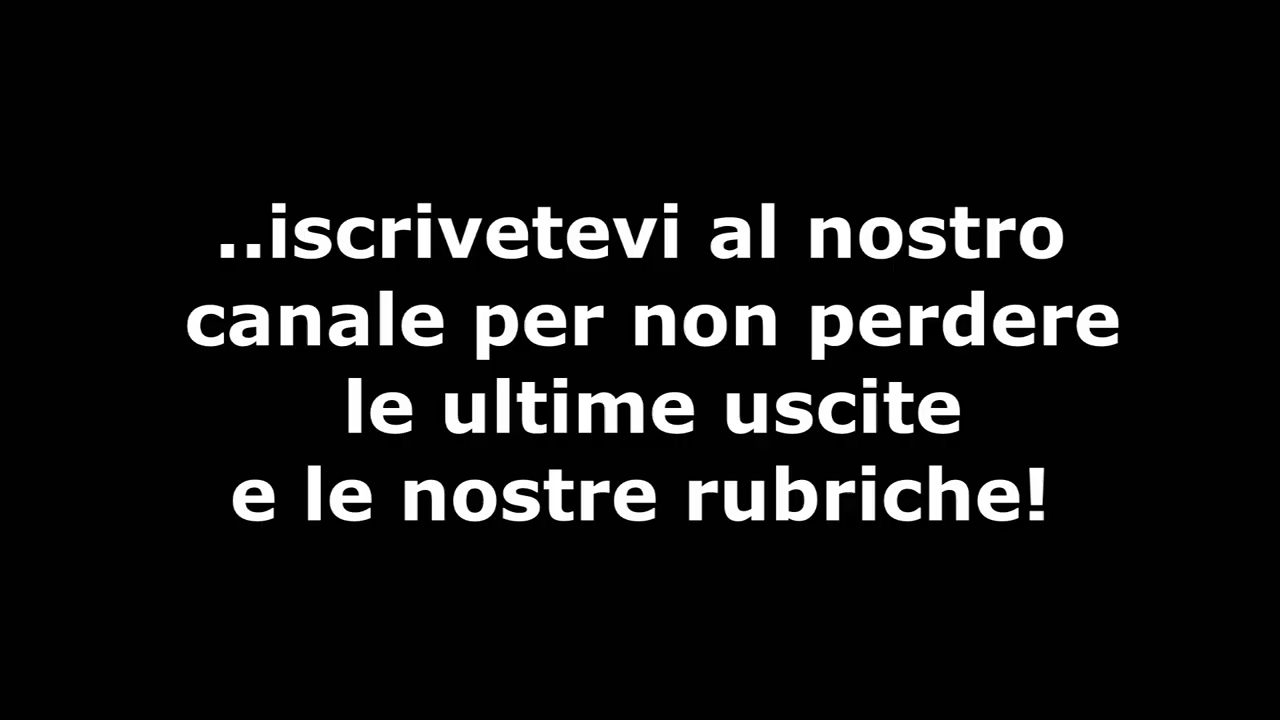 ..iscrivetevi al nostro
canale per non perdere
le ultime uscite
e le nostre rubriche!